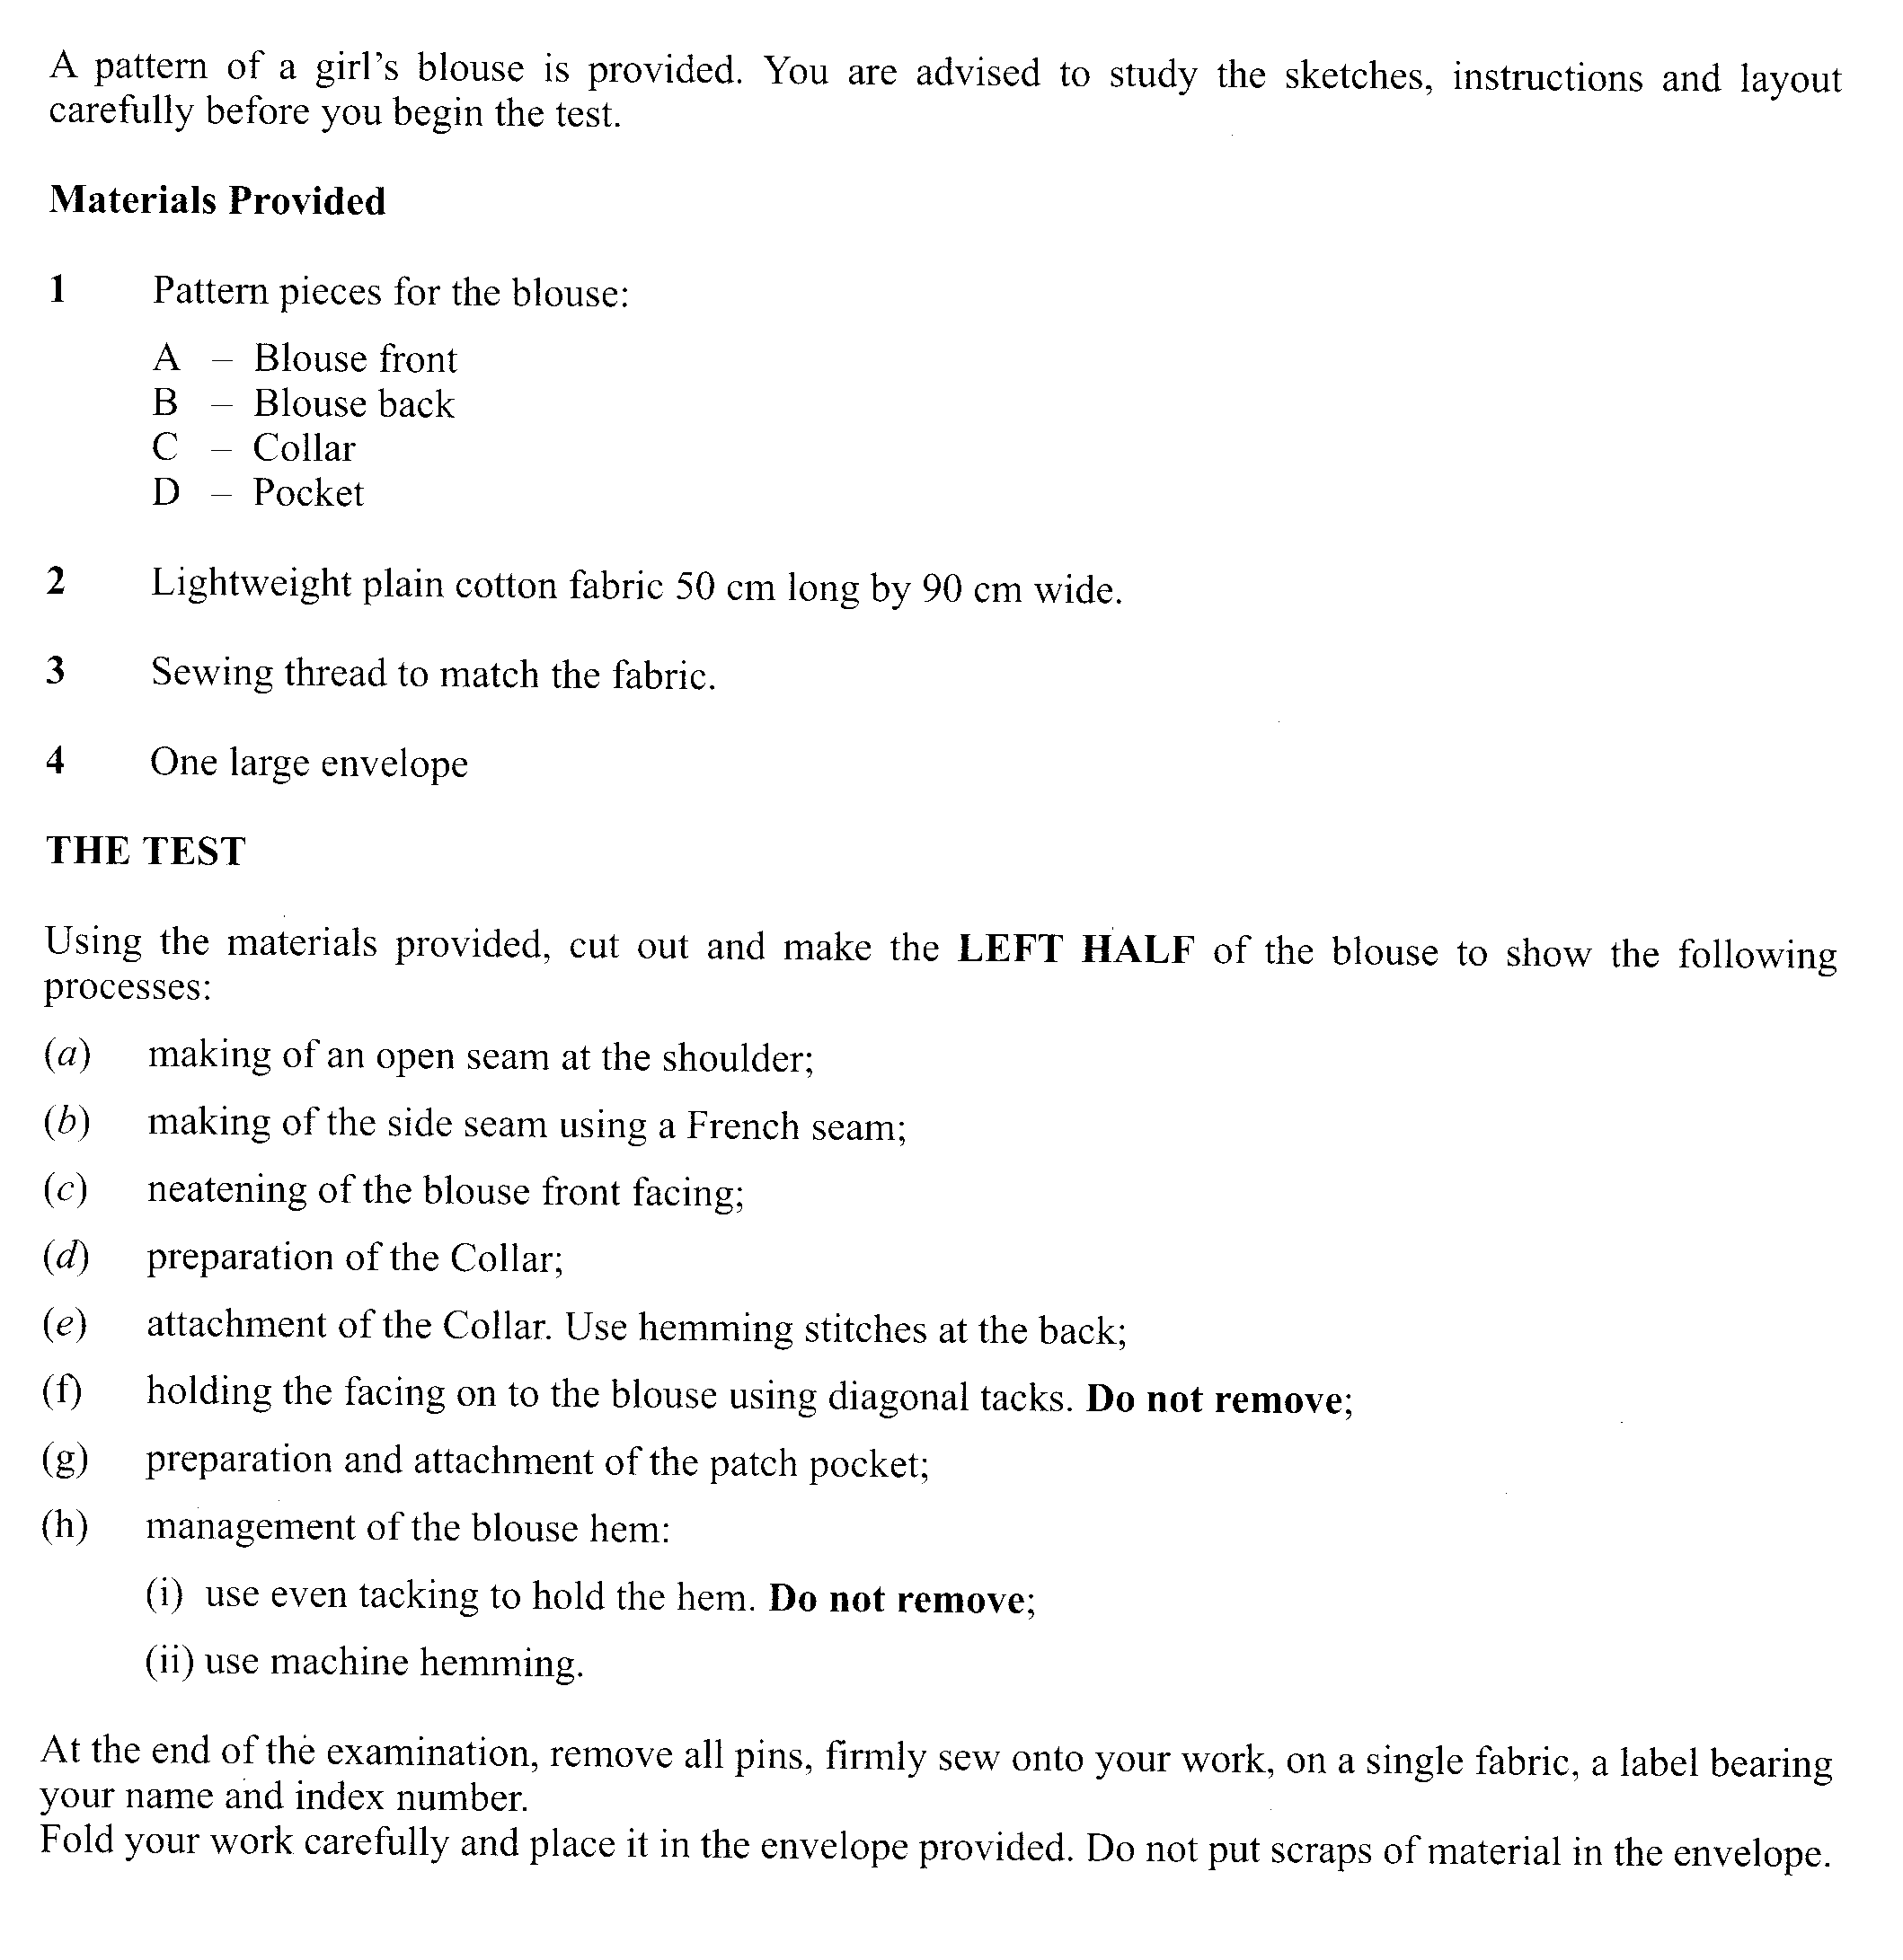 A pattern of a girl's blouse is provided. You are advised to study the sketches, instructions and layout
carefully before you begin the test.
Materials Provided
1 Pattern pieces for the blouse:
A – Blouse front
B – Blouse back
C – Collar
D – Pocket
2 Lightweight plain cotton fabric 50 cm long by 90 cm wide.
3 Sewing thread to match the fabric.
4 One large envelope
THE TEST
Using the materials provided, cut out and make the LEFT HALF of the blouse to show the following
processes:
(a) making of an open seam at the shoulder;
(b) making of the side seam using a French seam;
(c) neatening of the blouse front facing;
(d) preparation of the Collar;
(e) attachment of the Collar. Use hemming stitches at the back;
(f) holding the facing on to the blouse using diagonal tacks. Do not remove;
(g) preparation and attachment of the patch pocket;
(h) management of the blouse hem:
(i) use even tacking to hold the hem. Do not remove;
(ii) use machine hemming.
At the end of the examination, remove all pins, firmly sew onto your work, on a single fabric, a label bearing
your name and index number.
Fold your work carefully and place it in the envelope provided. Do not put scraps of material in the envelope.